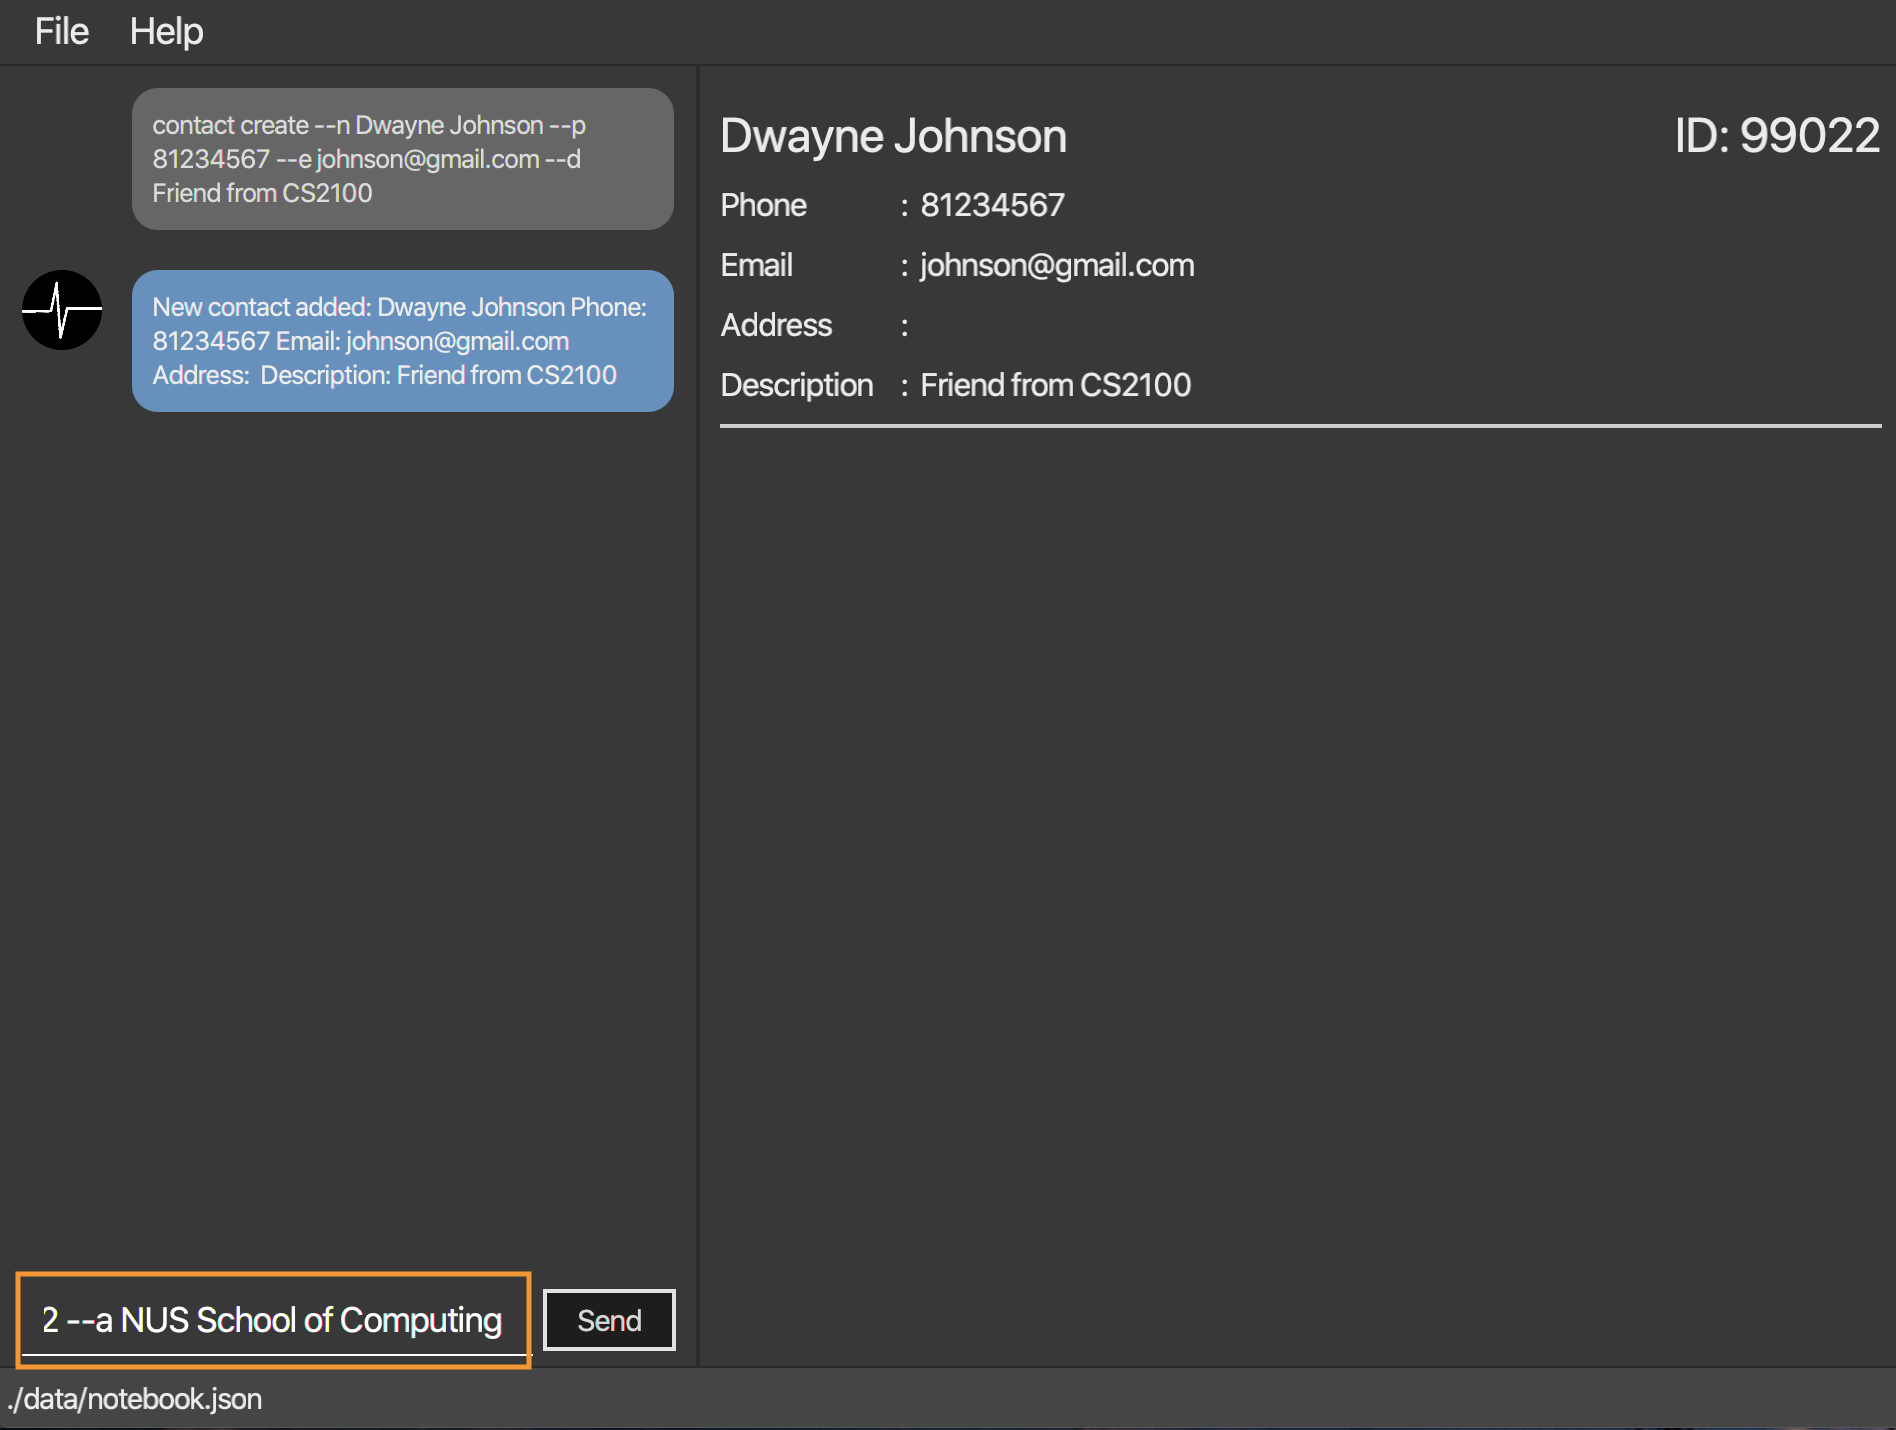 File Help
contact create --n Dwayne Johnson --p
81234567 --e johnson@gmail.com --d
Friend from CS2100
New contact added: Dwayne Johnson Phone:
81234567 Email: johnson@gmail.com
Address:  Description: Friend from CS2100
2 --a NUS School of Computing
Send
Dwayne Johnson ID: 99022
Phone : 81234567
Email : johnson@gmail.com
Address :
Description : Friend from CS2100
./data/notebook.json